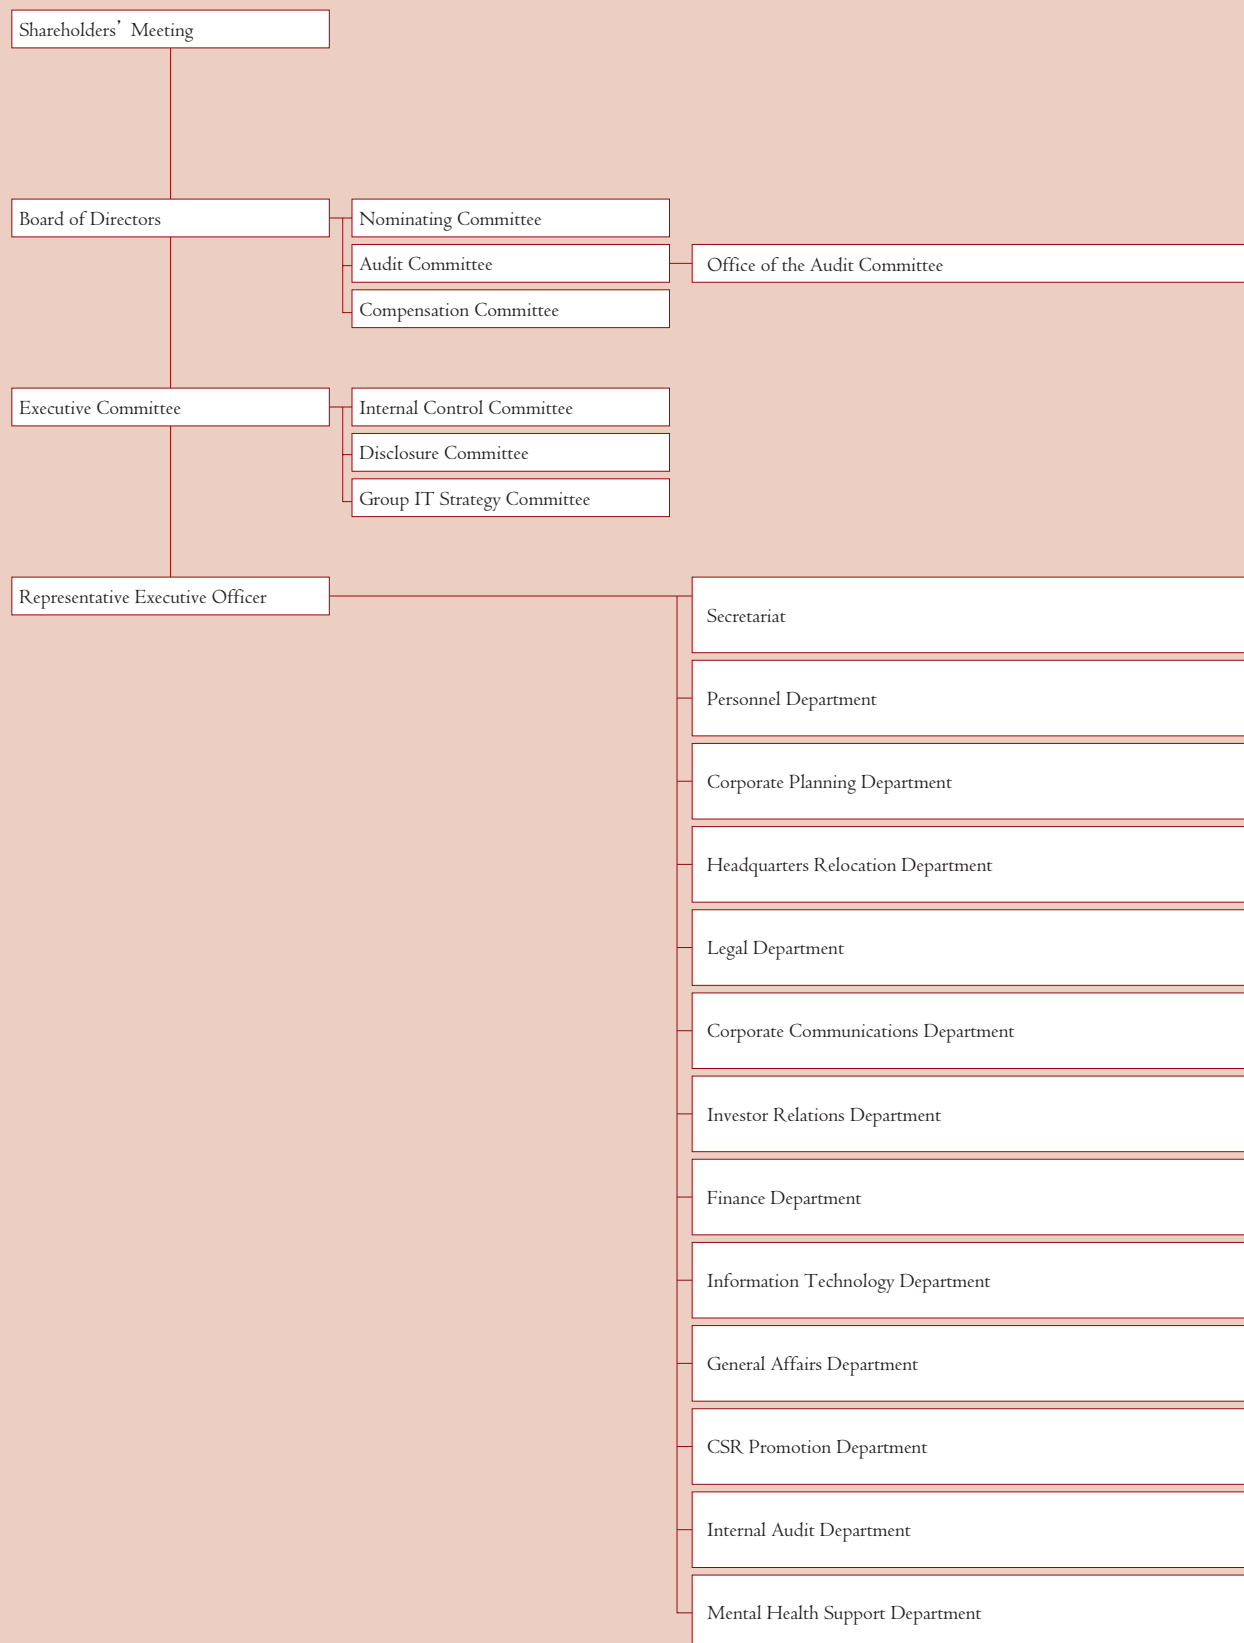 Shareholders’ Meeting
Board of Directors
Nominating Committee
Audit Committee
Office of the Audit Committee
Compensation Committee
Executive Committee
Internal Control Committee
Disclosure Committee
Group IT Strategy Committee
Representative Executive Officer
Secretariat
Personnel Department
Corporate Planning Department
Headquarters Relocation Department
Legal Department
Corporate Communications Department
Investor Relations Department
Finance Department
Information Technology Department
General Affairs Department
CSR Promotion Department
Internal Audit Department
Mental Health Support Department